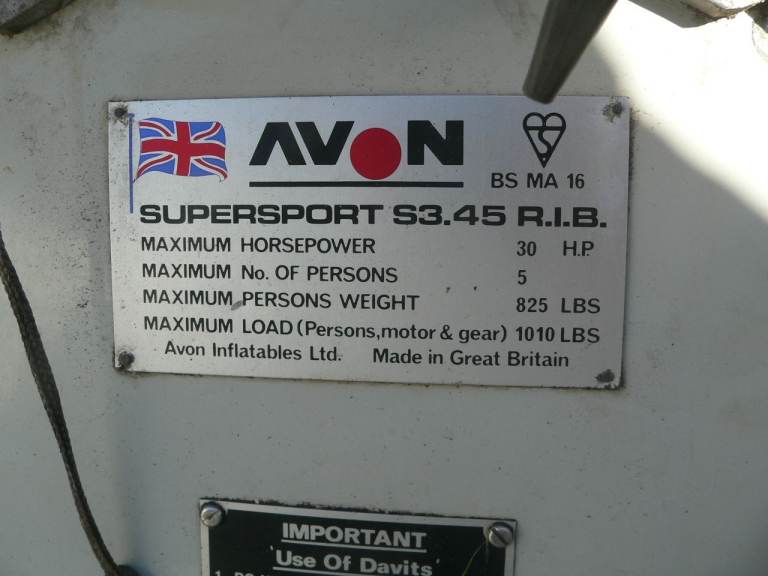 AVON
BS MA 16
SUPERSPORT S3.45 R.I.B.
MAXIMUM HORSEPOWER 30 H.P.
MAXIMUM No. OF PERSONS 5
MAXIMUM PERSONS WEIGHT 825 LBS
MAXIMUM LOAD (Persons,motor & gear) 1010 LBS
Avon Inflatables Ltd. Made in Great Britain
IMPORTANT
'Use Of Davits'